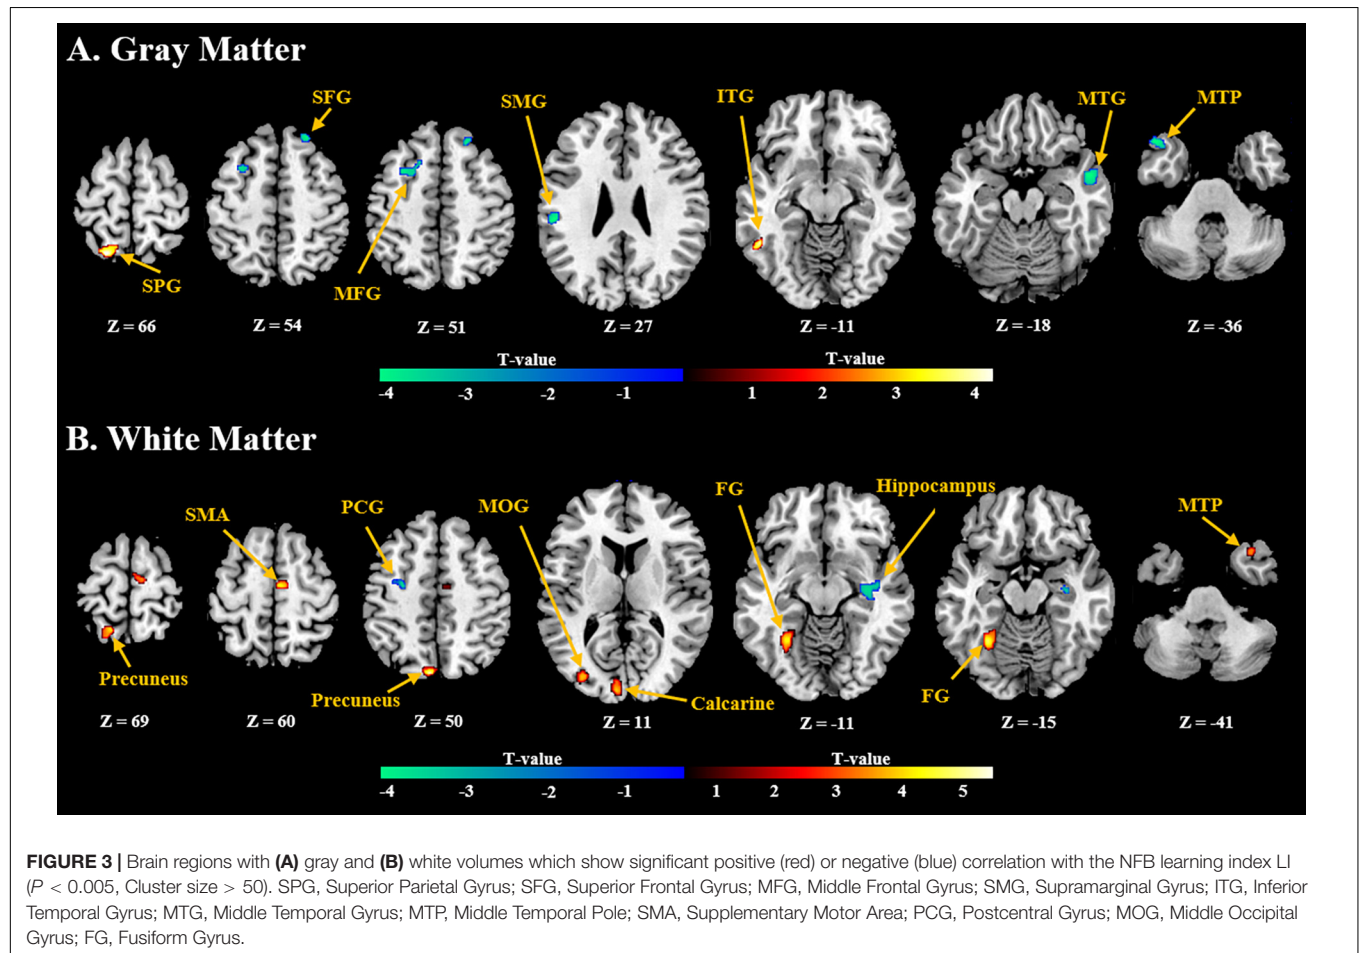 A. Gray Matter
SFG
SMG
ITG
MTG
MTP
SPG
MFG
Z = 66
Z = 54
Z = 51
Z = 27
Z = -11
Z = -18
Z = -36
T-value
T-value
-4
-3
-2
-1
1
2
3
4
B. White Matter
SMA
PCG
MOG
FG
Hippocampus
MTP
Precuneus
Precuneus
Calcarine
FG
Z = 69
Z = 60
Z = 50
Z = 11
Z = -11
Z = -15
Z = -41
T-value
T-value
-4
-3
-2
-1
1
2
3
4
5
FIGURE 3 | Brain regions with (A) gray and (B) white volumes which show significant positive (red) or negative (blue) correlation with the NFB learning index LI
(P < 0.005, Cluster size > 50). SPG, Superior Parietal Gyrus; SFG, Superior Frontal Gyrus; MFG, Middle Frontal Gyrus; SMG, Supramarginal Gyrus; ITG, Inferior
Temporal Gyrus; MTG, Middle Temporal Gyrus; MTP, Middle Temporal Pole; SMA, Supplementary Motor Area; PCG, Postcentral Gyrus; MOG, Middle Occipital
Gyrus; FG, Fusiform Gyrus.